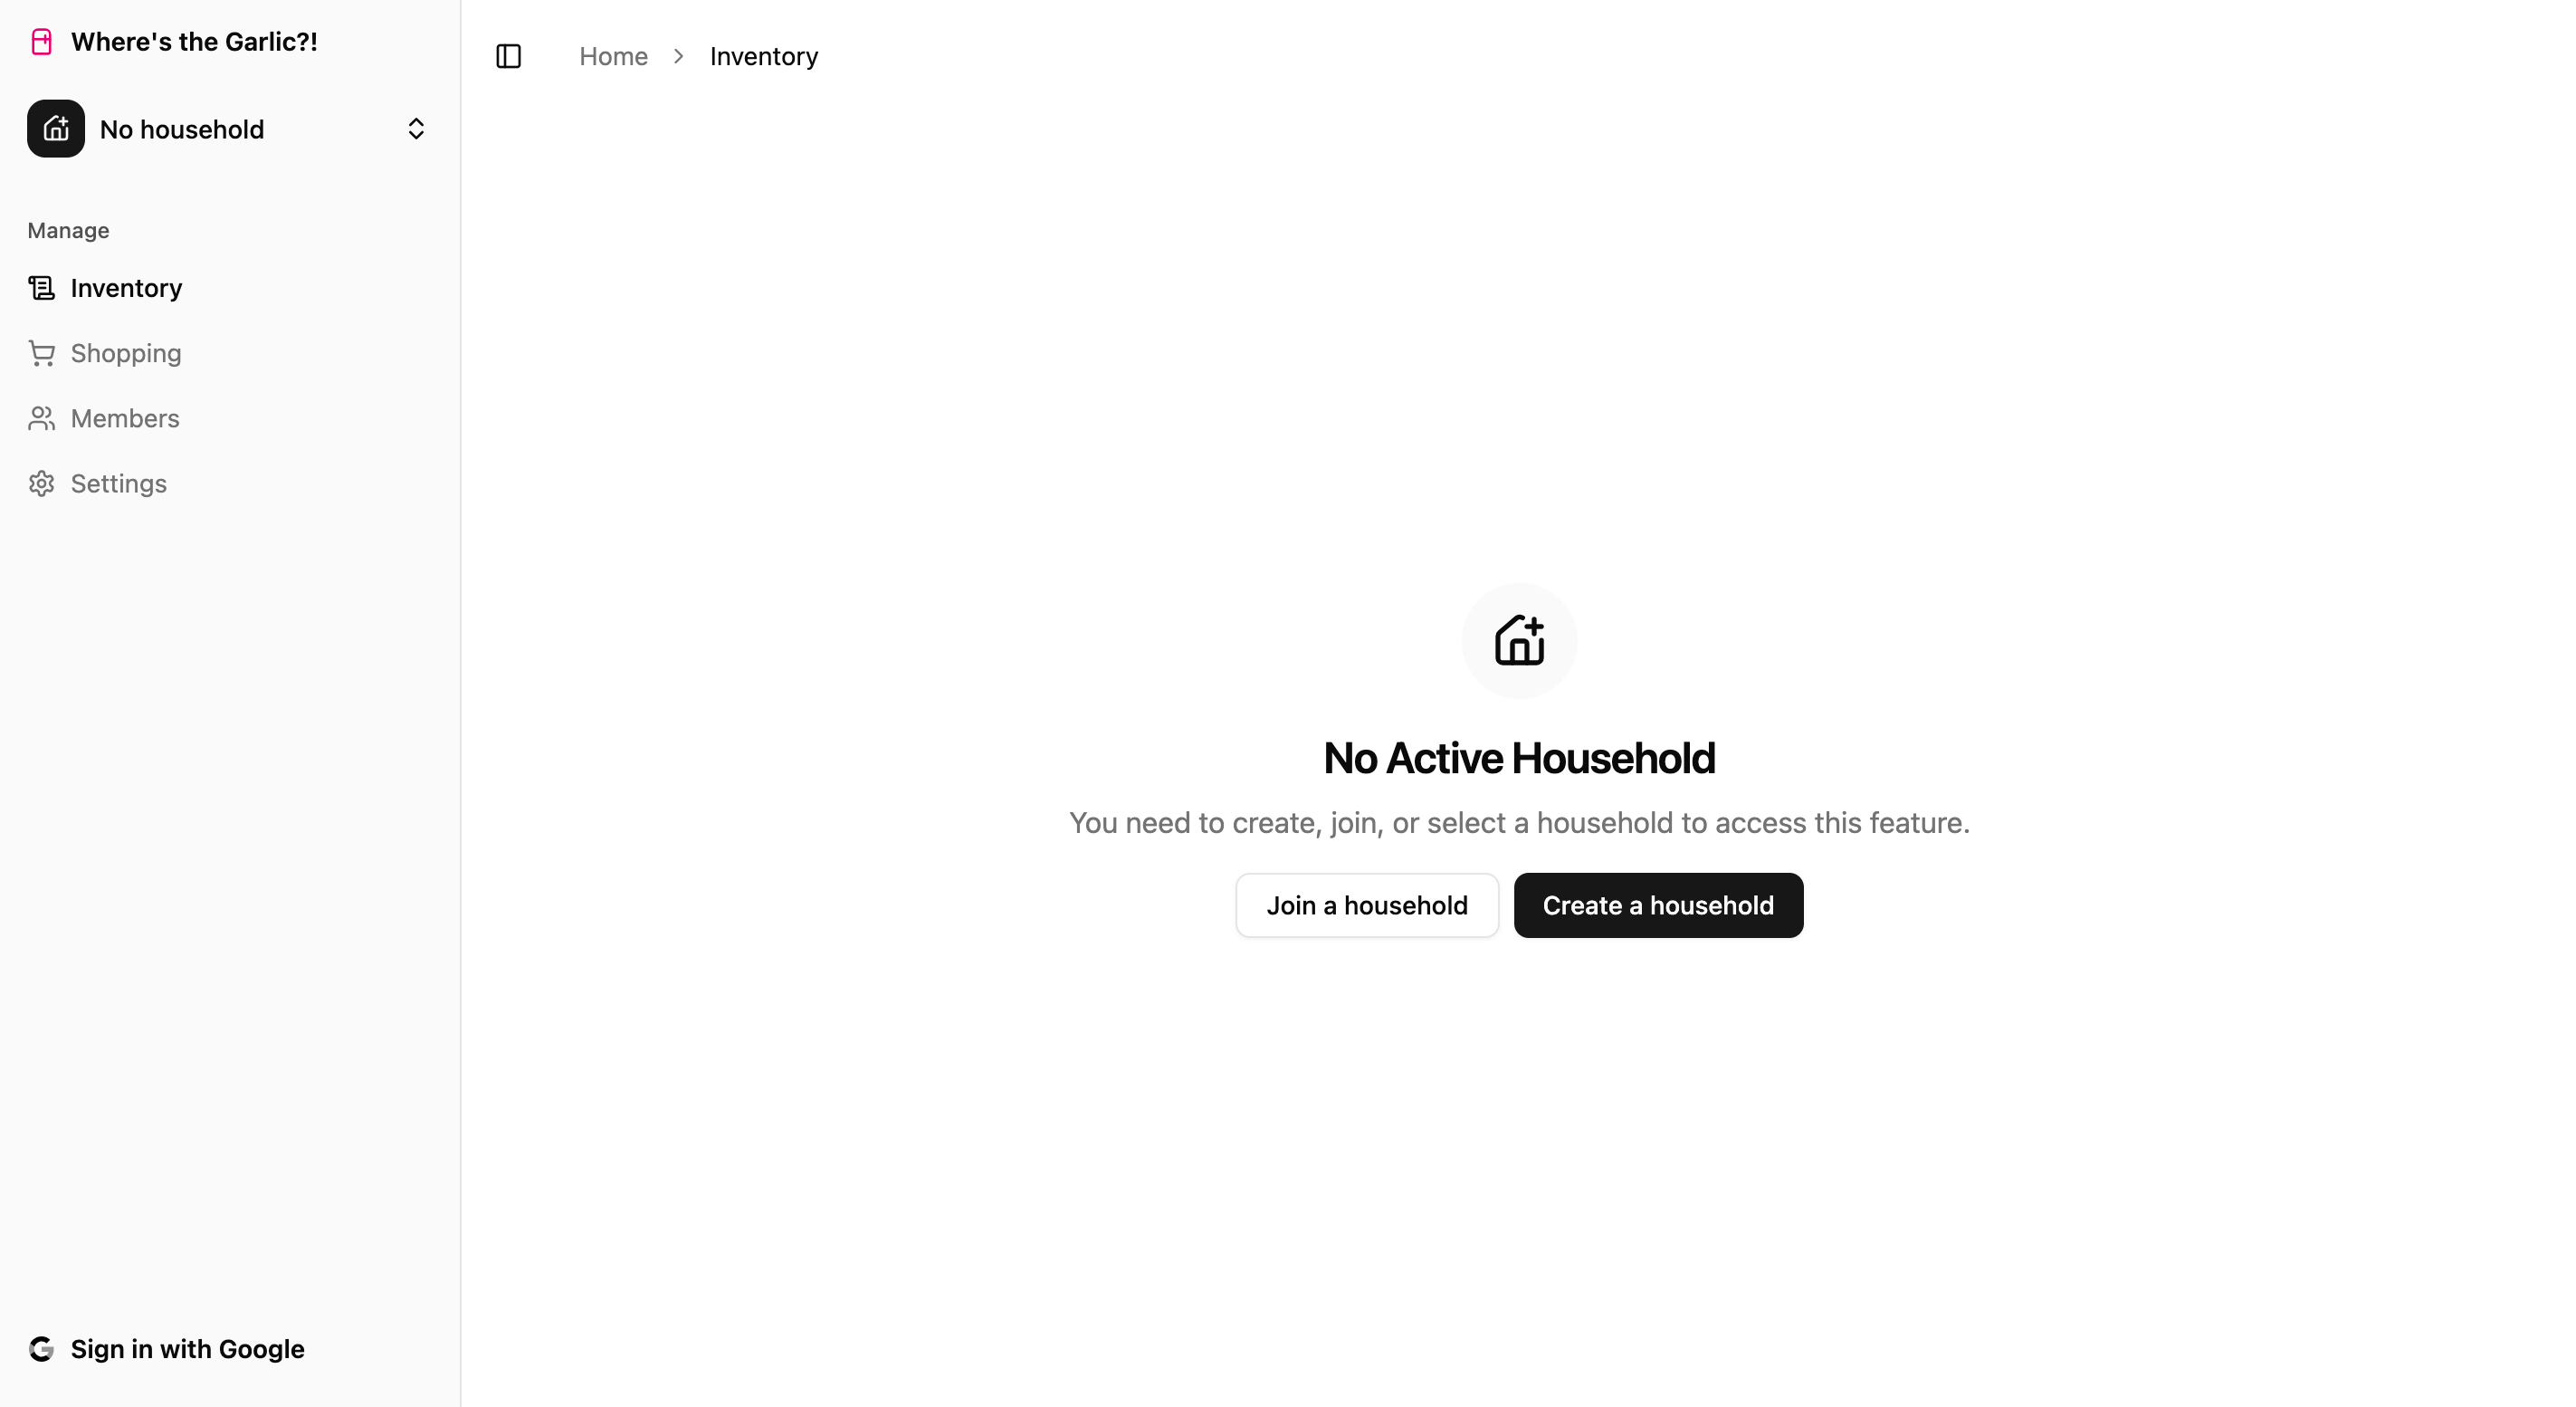 Where's the Garlic?!
No household
Manage
Inventory
Shopping
Members
Settings
Sign in with Google
Home > Inventory
No Active Household
You need to create, join, or select a household to access this feature.
Join a household
Create a household